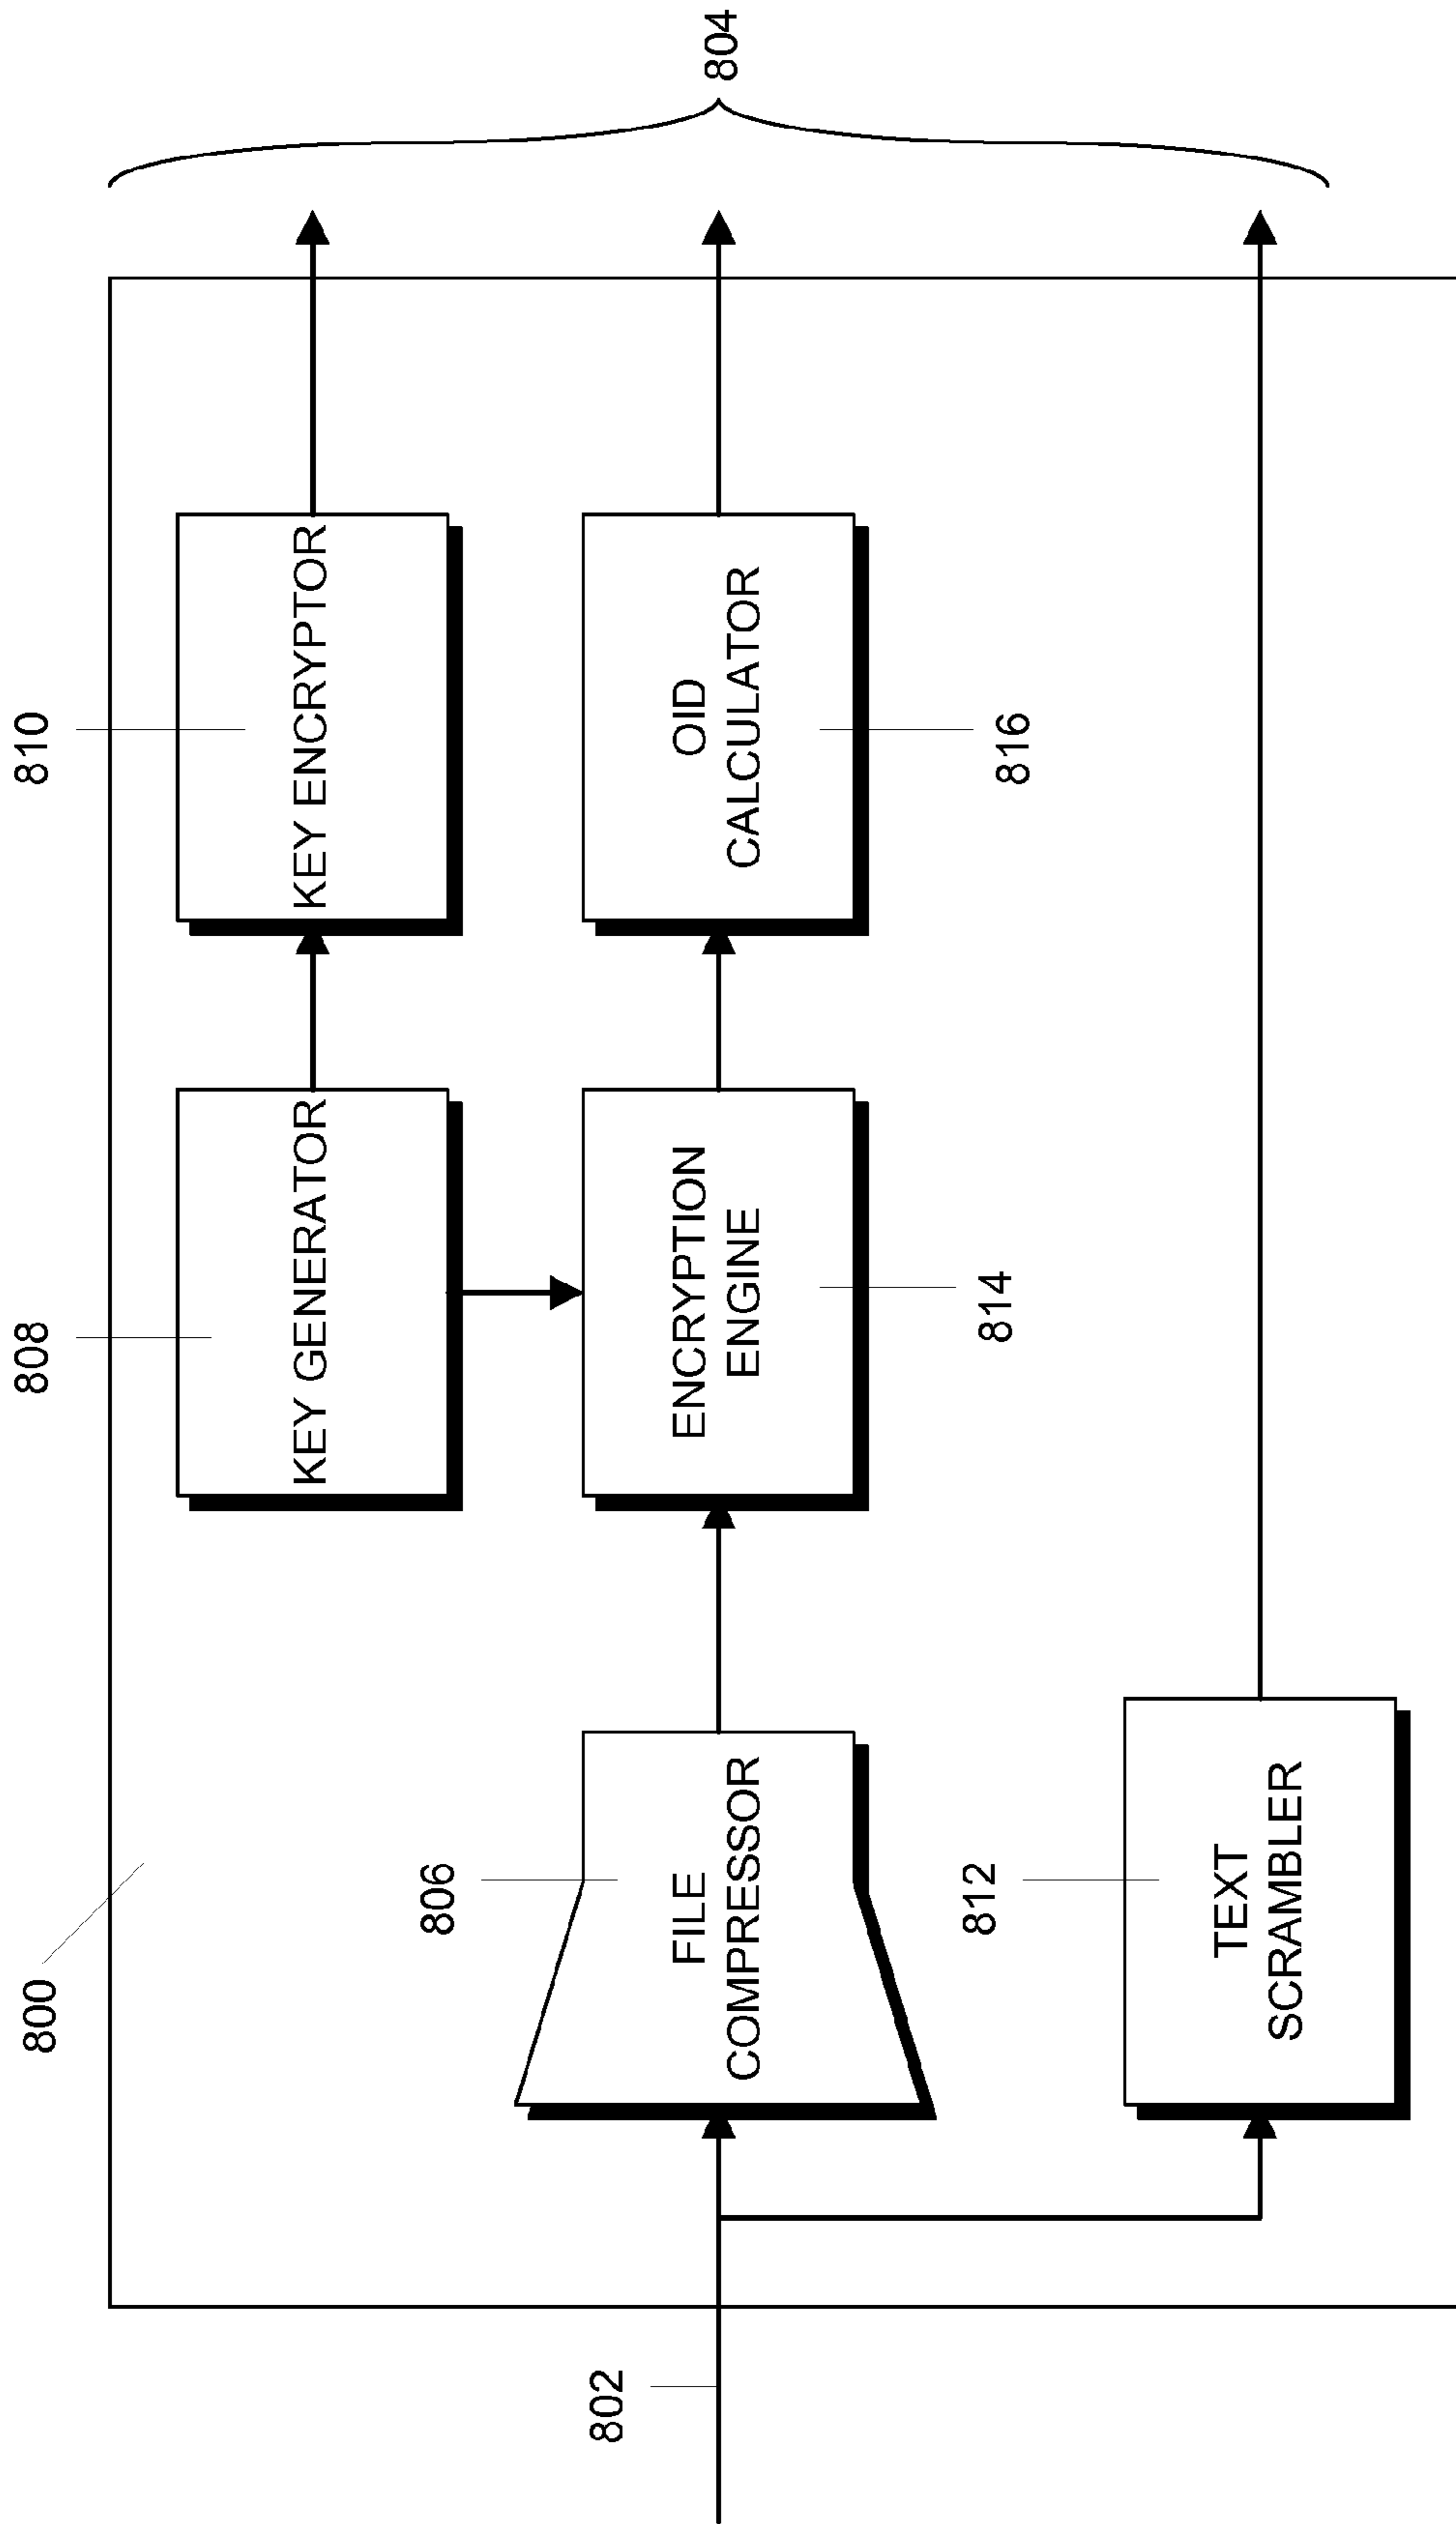 800
808
810
KEY GENERATOR
KEY ENCRYPTOR
804
802
806
FILE
COMPRESSOR
ENCRYPTION
ENGINE
OID
CALCULATOR
814
816
812
TEXT
SCRAMBLER